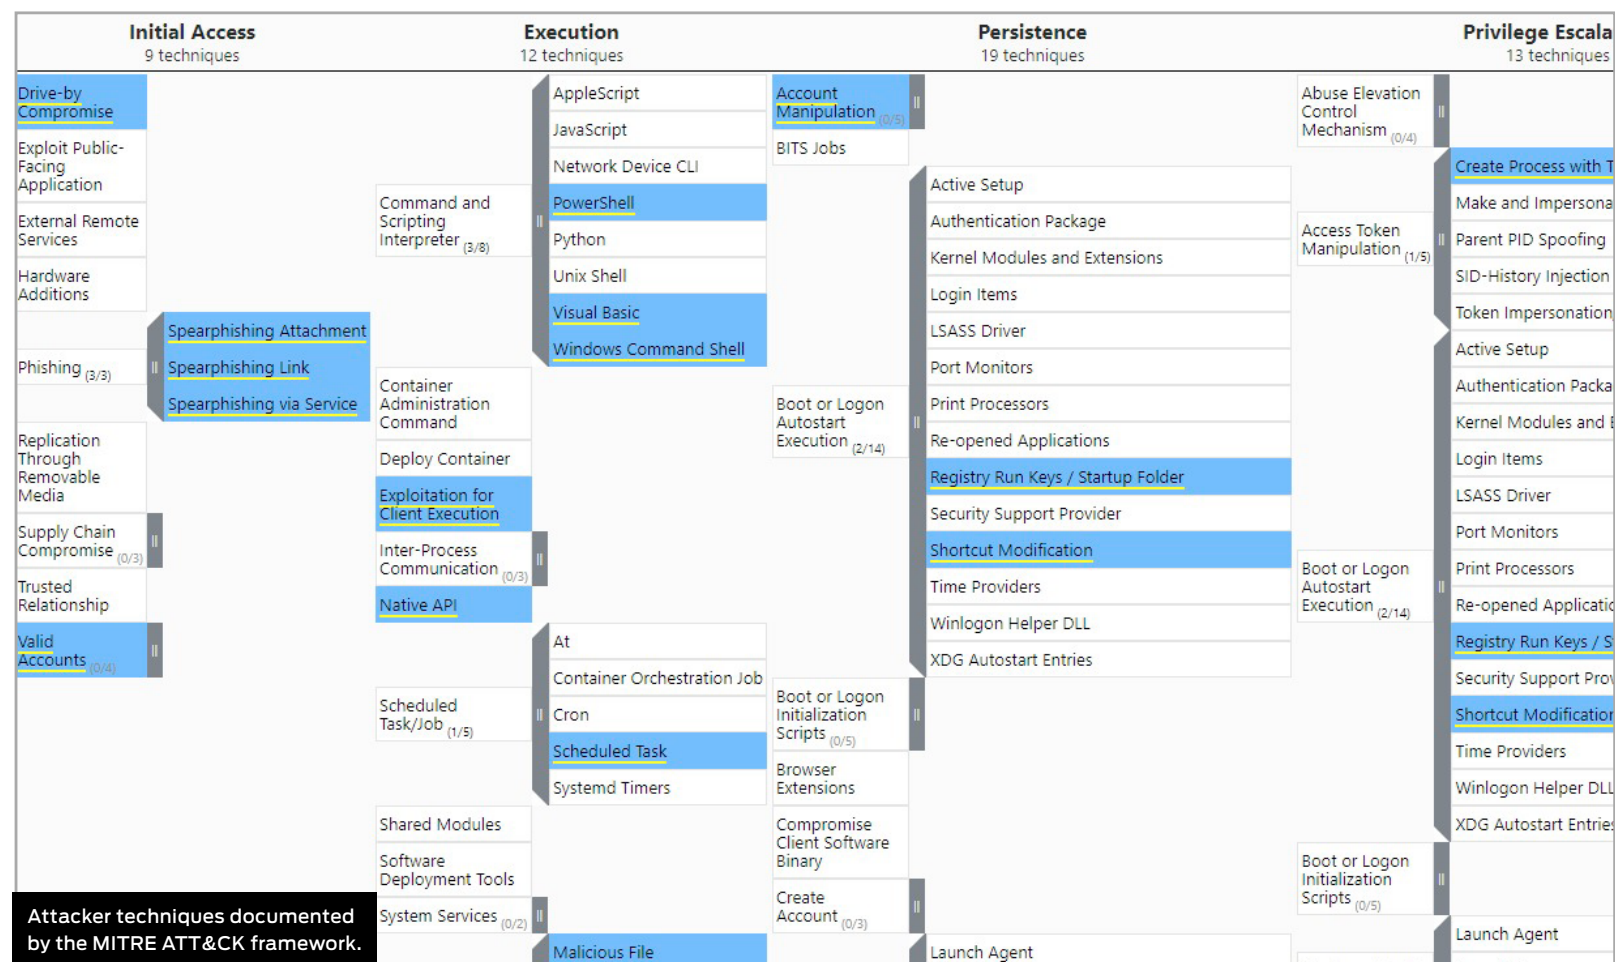 Initial Access
9 techniques
Drive-by
Compromise
Exploit Public-
Facing
Application
External Remote
Services
Hardware
Additions
Phishing (3/3)
Spearphishing Attachment
Spearphishing Link
Spearphishing via Service
Replication
Through
Removable
Media
Supply Chain
Compromise (0/3)
Trusted
Relationship
Valid
Accounts (0/4)
Execution
12 techniques
Command and
Scripting
Interpreter (3/8)
AppleScript
JavaScript
Network Device CLI
PowerShell
Python
Unix Shell
Visual Basic
Windows Command Shell
Container
Administration
Command
Deploy Container
Exploitation for
Client Execution
Inter-Process
Communication (0/3)
Native API
Scheduled
Task/Job (1/5)
At
Container Orchestration Job
Cron
Scheduled Task
Systemd Timers
Shared Modules
Software
Deployment Tools
System Services (0/2)
Malicious File
Persistence
19 techniques
Account
Manipulation (0/5)
BITS Jobs
Boot or Logon
Autostart
Execution (2/14)
Active Setup
Authentication Package
Kernel Modules and Extensions
Login Items
LSASS Driver
Port Monitors
Print Processors
Re-opened Applications
Registry Run Keys / Startup Folder
Security Support Provider
Shortcut Modification
Time Providers
Winlogon Helper DLL
XDG Autostart Entries
Boot or Logon
Initialization
Scripts (0/5)
Browser
Extensions
Compromise
Client Software
Binary
Create
Account (0/3)
Launch Agent
Privilege Escala
13 techniques
Abuse Elevation
Control
Mechanism (0/4)
Access Token
Manipulation (1/5)
Create Process with T
Make and Impersona
Parent PID Spoofing
SID-History Injection
Token Impersonation
Boot or Logon
Autostart
Execution (2/14)
Active Setup
Authentication Packa
Kernel Modules and E
Login Items
LSASS Driver
Port Monitors
Print Processors
Re-opened Applicatio
Registry Run Keys / S
Security Support Prov
Shortcut Modification
Time Providers
Winlogon Helper DLL
XDG Autostart Entries
Boot or Logon
Initialization
Scripts (0/5)
Launch Agent
Attacker techniques documented
by the MITRE ATT&CK framework.